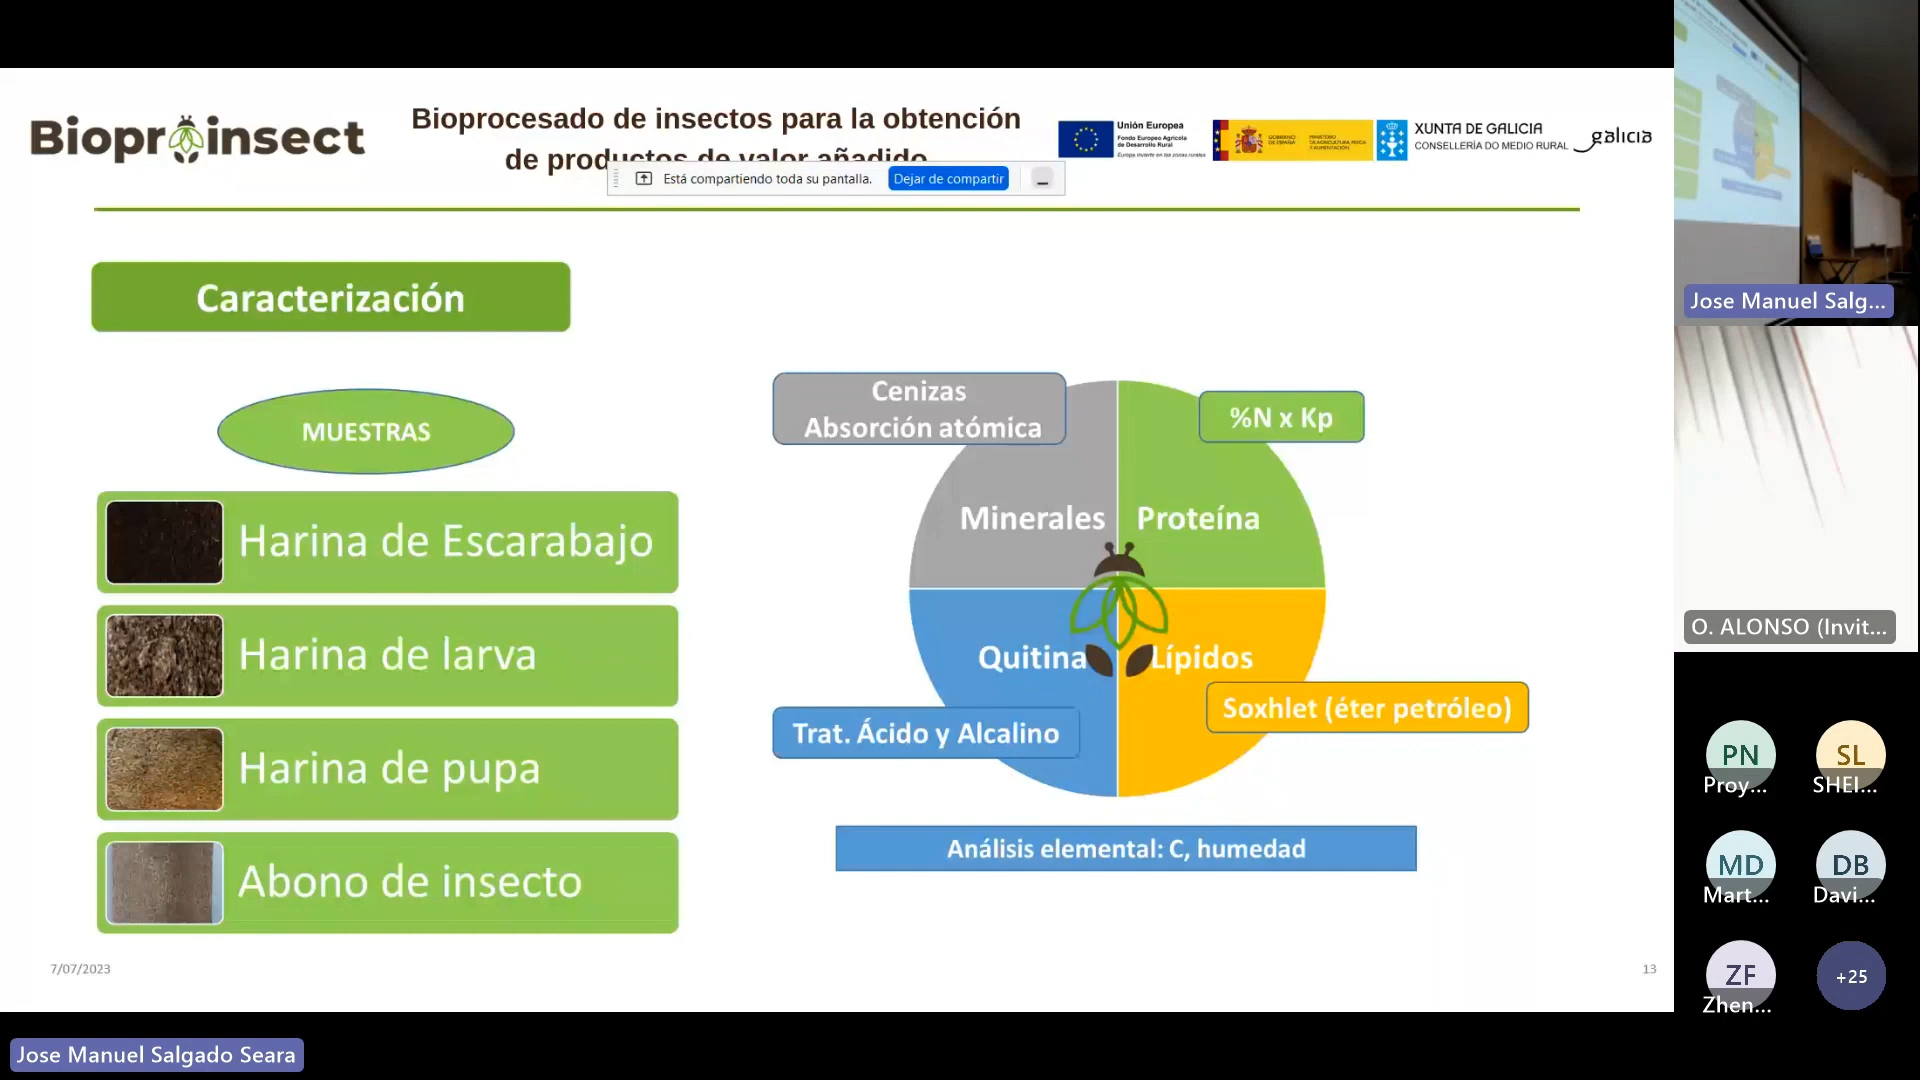 Bioproinsect
Bioprocesado de insectos para la obtención
de productos de valor añadido
Unión Europea
Fondo Europeo Agrícola
de Desarrollo Rural
Europa invierte en las zonas rurales
GOBIERNO
DE ESPAÑA
MINISTERIO
DE AGRICULTURA, PESCA
Y ALIMENTACIÓN
XUNTA DE GALICIA
CONSELLERÍA DO MEDIO RURAL
galicia
Está compartiendo toda su pantalla.
Dejar de compartir
Caracterización
MUESTRAS
Harina de Escarabajo
Harina de larva
Harina de pupa
Abono de insecto
Cenizas
Absorción atómica
%N x Kp
Minerales
Proteína
Quitina
Lípidos
Trat. Ácido y Alcalino
Soxhlet (éter petróleo)
Análisis elemental: C, humedad
7/07/2023
13
Jose Manuel Salg...
O. ALONSO (Invit...
PN
Proy...
SL
SHEI...
MD
Mart...
DB
Davi...
ZF
Zhen...
+25
Jose Manuel Salgado Seara